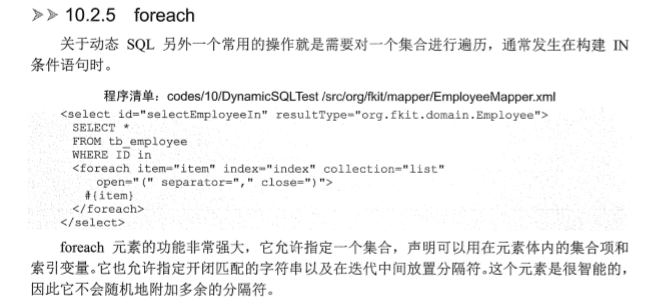 >> 10.2.5 foreach
关于动态 SQL 另外一个常用的操作就是需要对一个集合进行遍历，通常发生在构建 IN
条件语句时。
程序清单：codes/10/DynamicSQLTest /src/org/fkit/mapper/EmployeeMapper.xml
<select id="selectEmployeeIn" resultType="org.fkit.domain.Employee">
SELECT *
FROM tb_employee
WHERE ID in
<foreach item="item" index="index" collection="list"
open="(" separator="," close=")">
#{item}
</foreach>
</select>
foreach 元素的功能非常强大，它允许指定一个集合，声明可以用在元素体内的集合项和
索引变量。它也允许指定开闭匹配的字符串以及在迭代中间放置分隔符。这个元素是很智能的，
因此它不会随机地附加多余的分隔符。